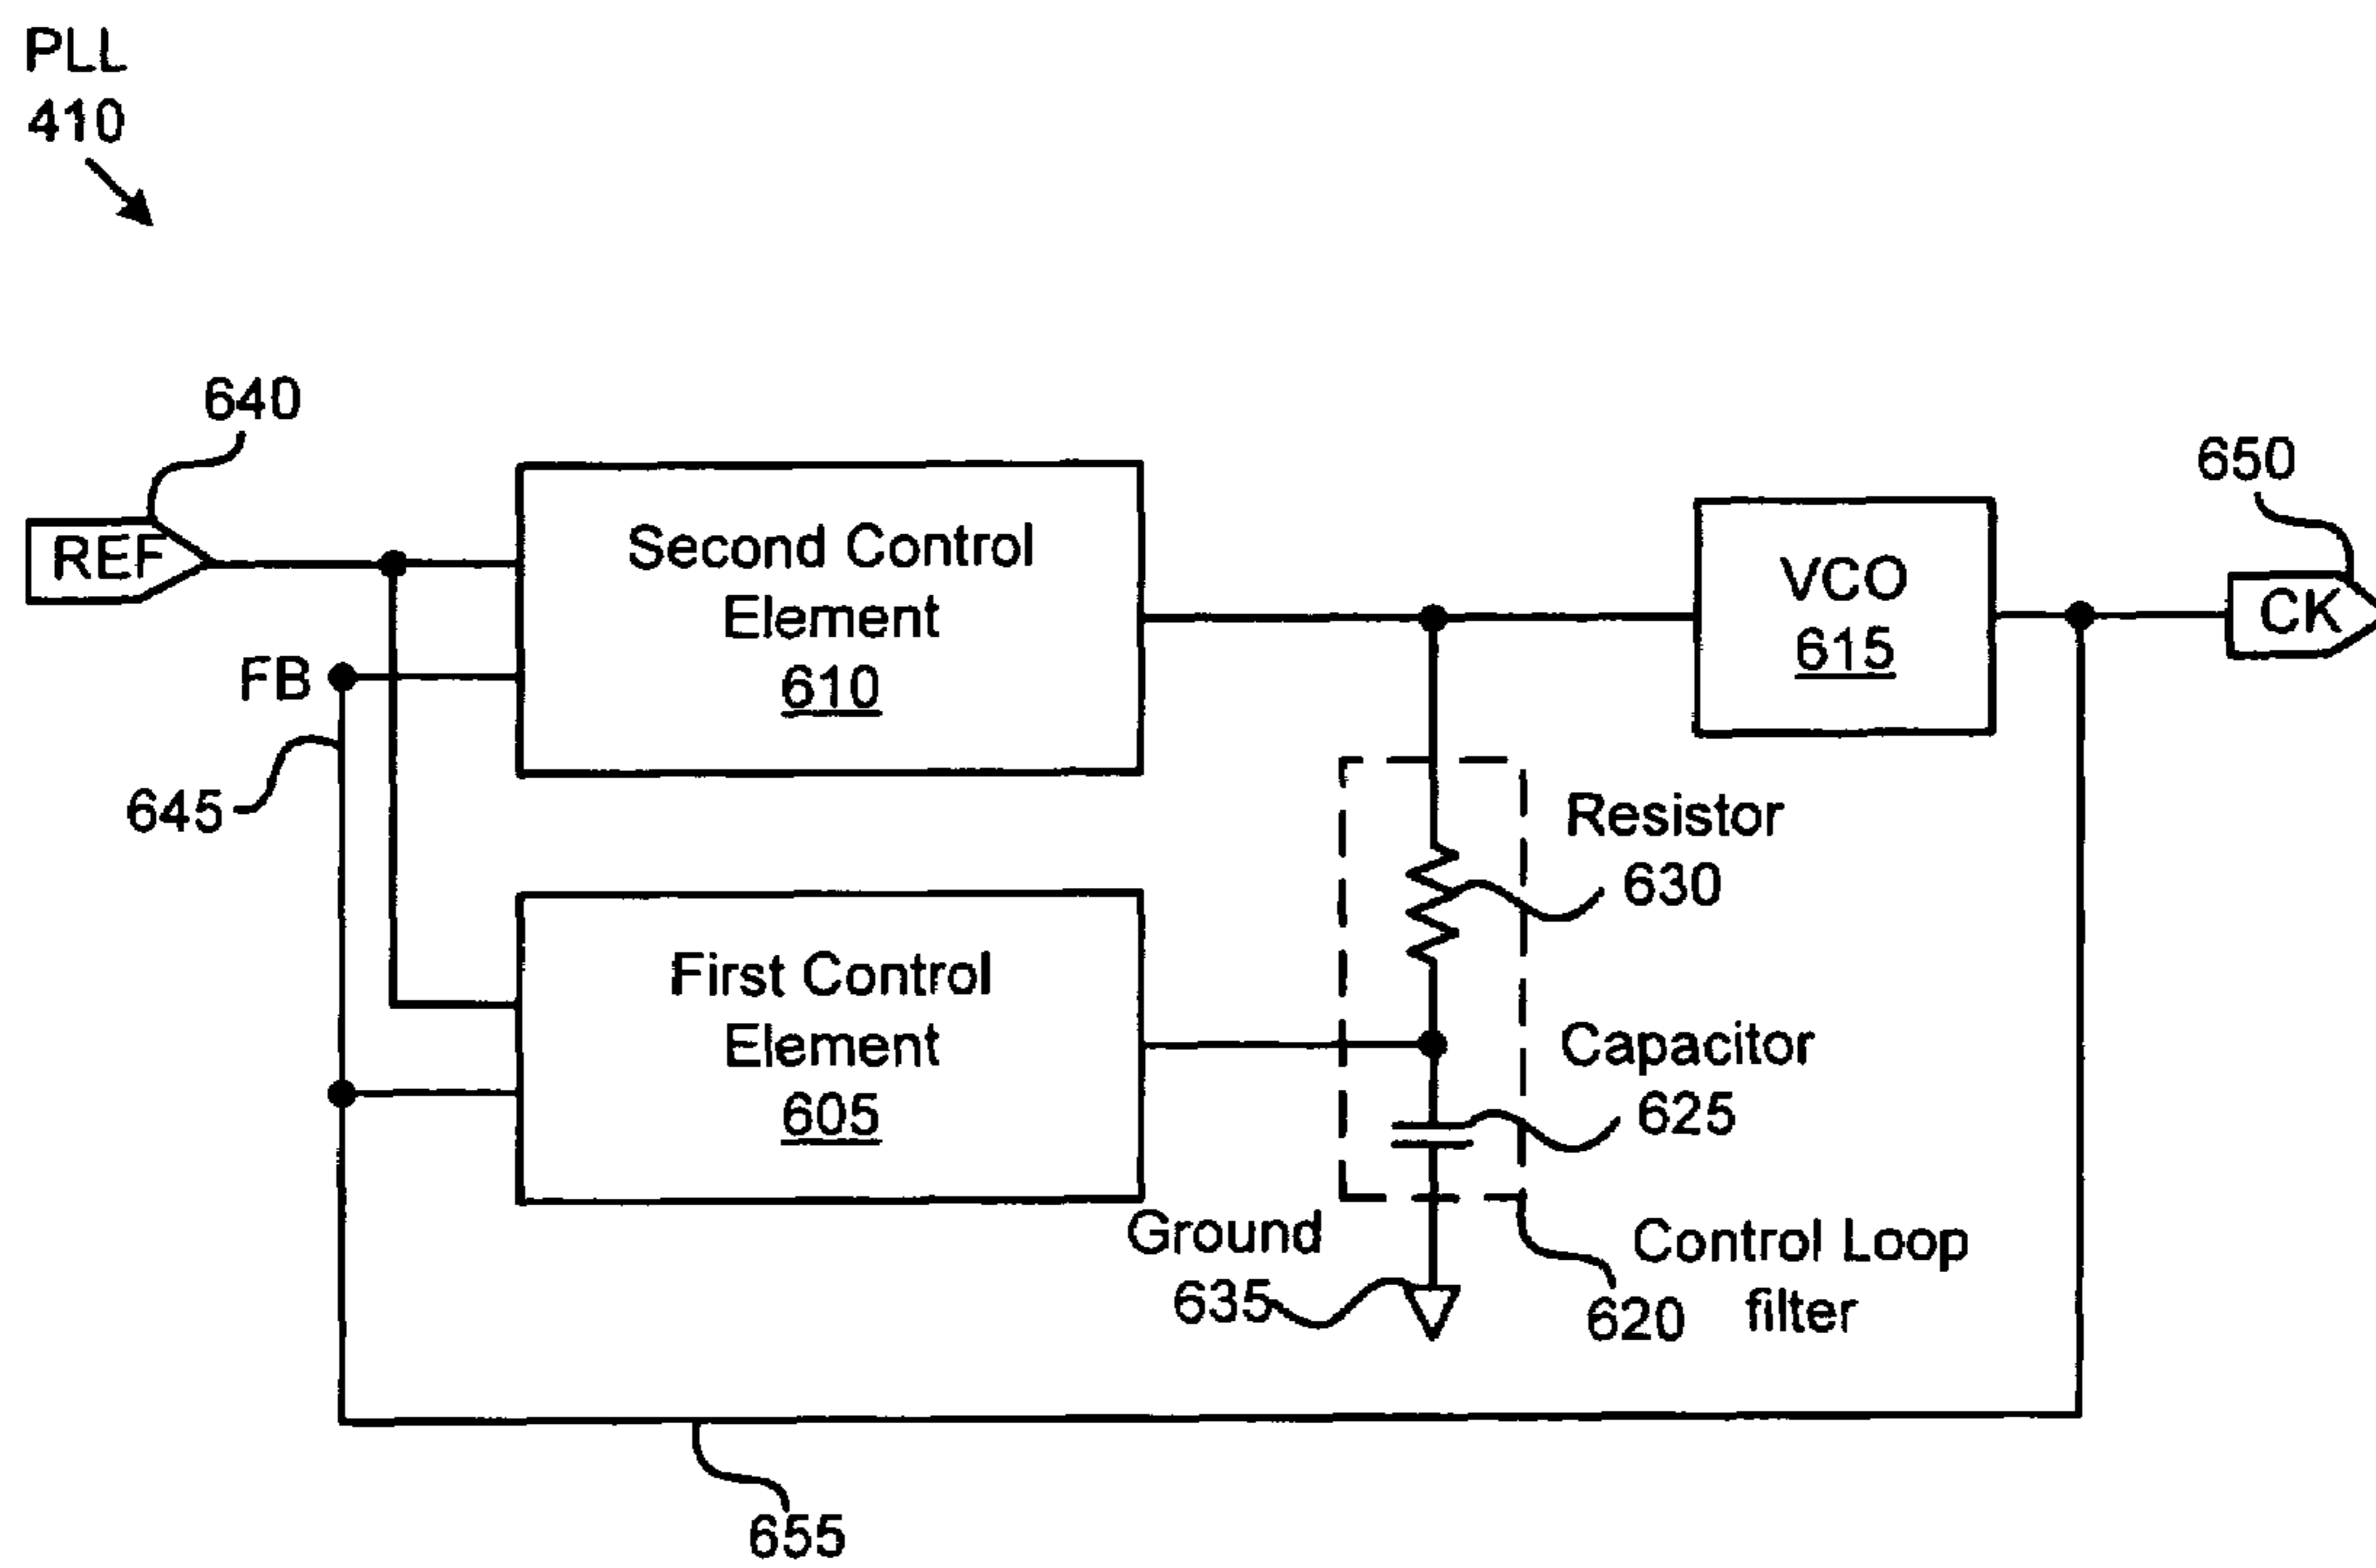 PLL
410
640
REF
Second Control
Element
610
FB
645
VCO
615
650
CK
Resistor
630
First Control
Element
605
Capacitor
625
Ground
635
Control Loop
filter
620
655